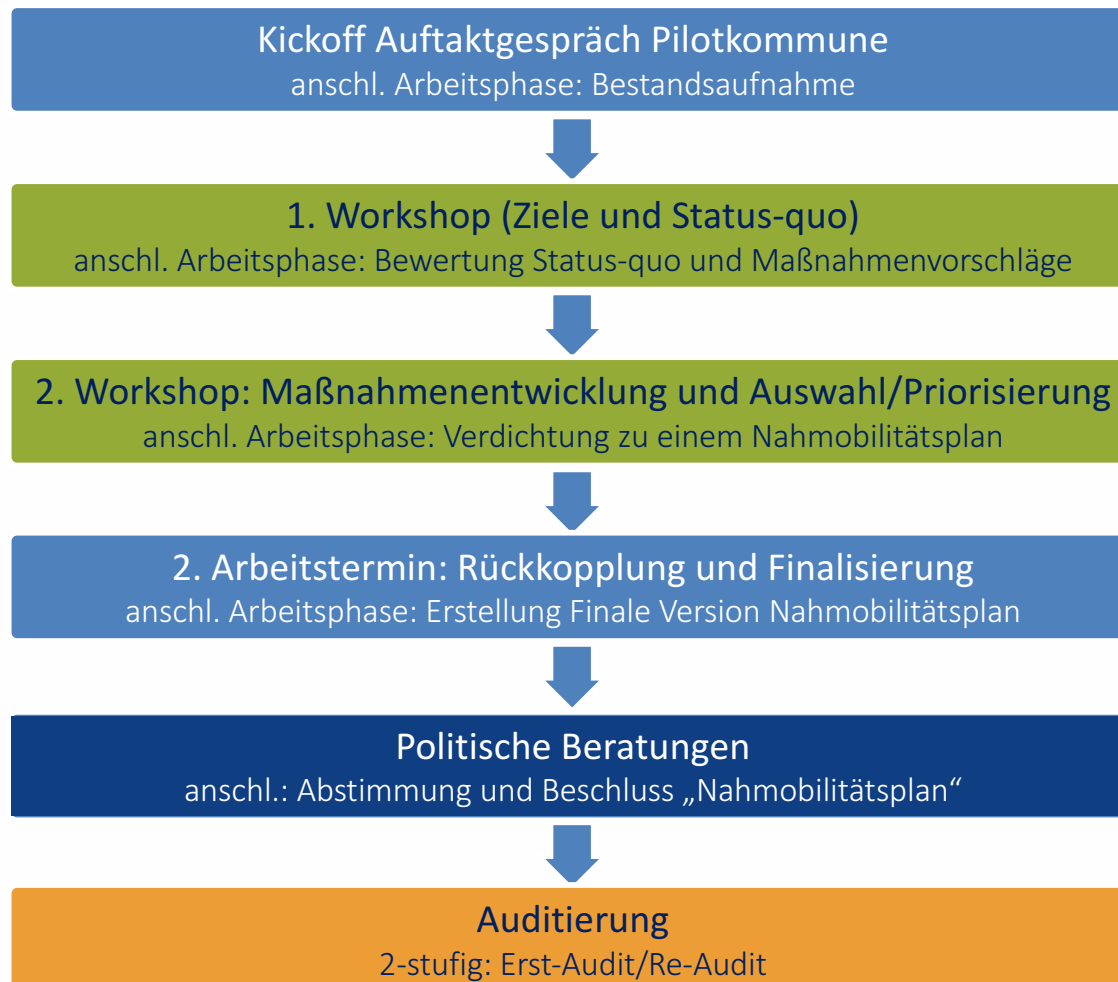 Kickoff Auftaktgespräch Pilotkommune
anschl. Arbeitsphase: Bestandsaufnahme
1. Workshop (Ziele und Status-quo)
anschl. Arbeitsphase: Bewertung Status-quo und Maßnahmenvorschläge
2. Workshop: Maßnahmenentwicklung und Auswahl/Priorisierung
anschl. Arbeitsphase: Verdichtung zu einem Nahmobilitätsplan
2. Arbeitstermin: Rückkopplung und Finalisierung
anschl. Arbeitsphase: Erstellung Finale Version Nahmobilitätsplan
Politische Beratungen
anschl.: Abstimmung und Beschluss „Nahmobilitätsplan“
Auditierung
2-stufig: Erst-Audit/Re-Audit